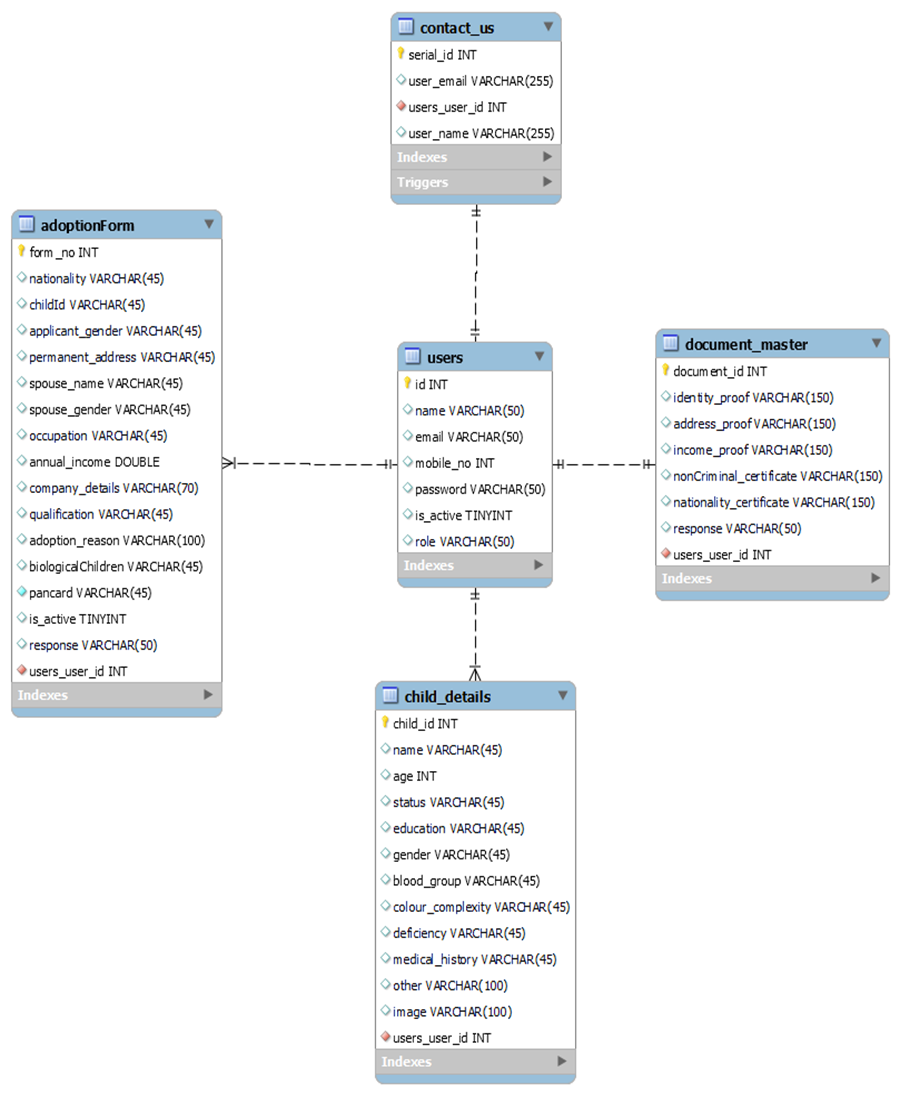 contact_us
serial_id INT
user_email VARCHAR(255)
users_user_id INT
user_name VARCHAR(255)
Indexes
Triggers
adoptionForm
form_no INT
nationality VARCHAR(45)
childId VARCHAR(45)
applicant_gender VARCHAR(45)
permanent_address VARCHAR(45)
spouse_name VARCHAR(45)
spouse_gender VARCHAR(45)
occupation VARCHAR(45)
annual_income DOUBLE
company_details VARCHAR(70)
qualification VARCHAR(45)
adoption_reason VARCHAR(100)
biologicalChildren VARCHAR(45)
pancard VARCHAR(45)
is_active TINYINT
response VARCHAR(50)
users_user_id INT
Indexes
users
id INT
name VARCHAR(50)
email VARCHAR(50)
mobile_no INT
password VARCHAR(50)
is_active TINYINT
role VARCHAR(50)
Indexes
document_master
document_id INT
identity_proof VARCHAR(150)
address_proof VARCHAR(150)
income_proof VARCHAR(150)
nonCriminal_certificate VARCHAR(150)
nationality_certificate VARCHAR(150)
response VARCHAR(50)
users_user_id INT
Indexes
child_details
child_id INT
name VARCHAR(45)
age INT
status VARCHAR(45)
education VARCHAR(45)
gender VARCHAR(45)
blood_group VARCHAR(45)
colour_complexity VARCHAR(45)
deficiency VARCHAR(45)
medical_history VARCHAR(45)
other VARCHAR(100)
image VARCHAR(100)
users_user_id INT
Indexes